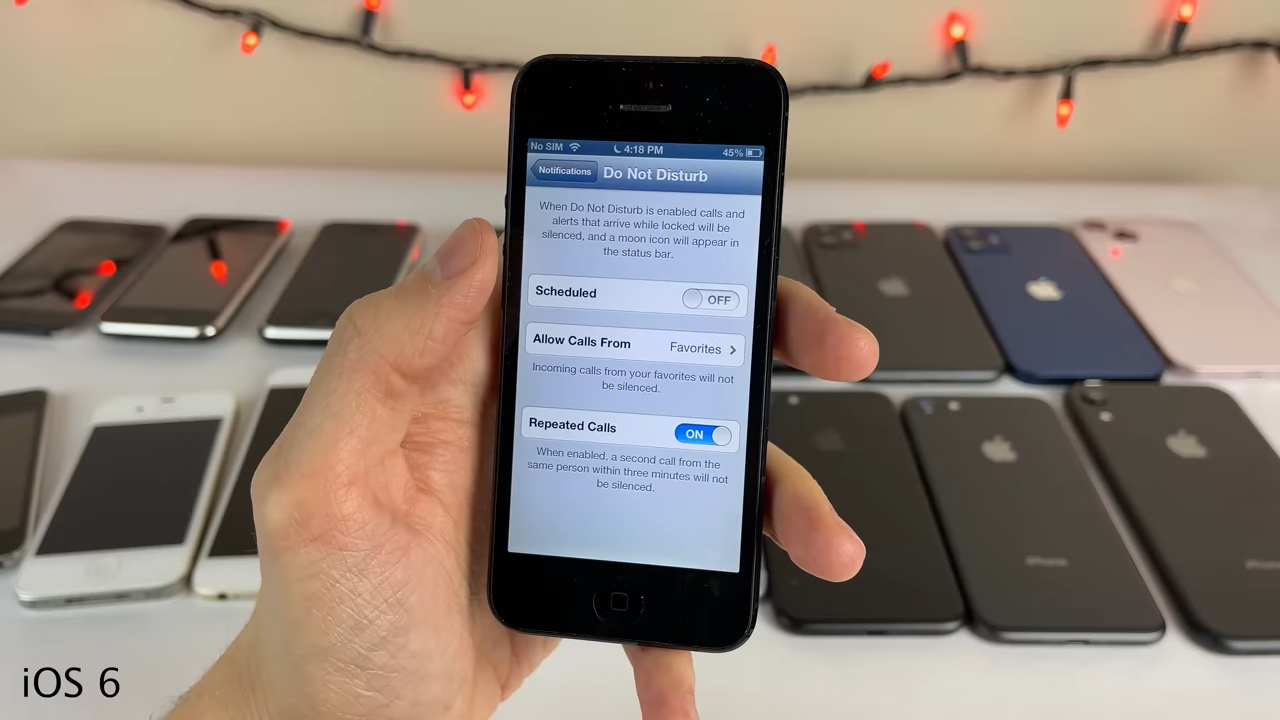 No SIM 4:18 PM 45%
Notifications Do Not Disturb
When Do Not Disturb is enabled calls and
alerts that arrive while locked will be
silenced, and a moon icon will appear in
the status bar.
Scheduled OFF
Allow Calls From Favorites
Incoming calls from your favorites will not
be silenced.
Repeated Calls ON
When enabled, a second call from the
same person within three minutes will not
be silenced.
iPhone
iOS 6